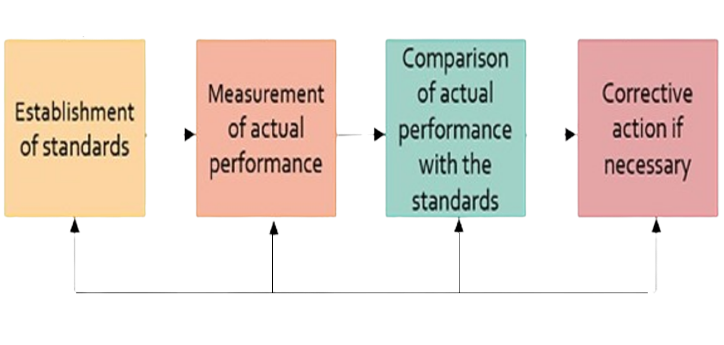 Establishment
of standards
Measurement
of actual
performance
Comparison
of actual
performance
with the
standards
Corrective
action if
necessary